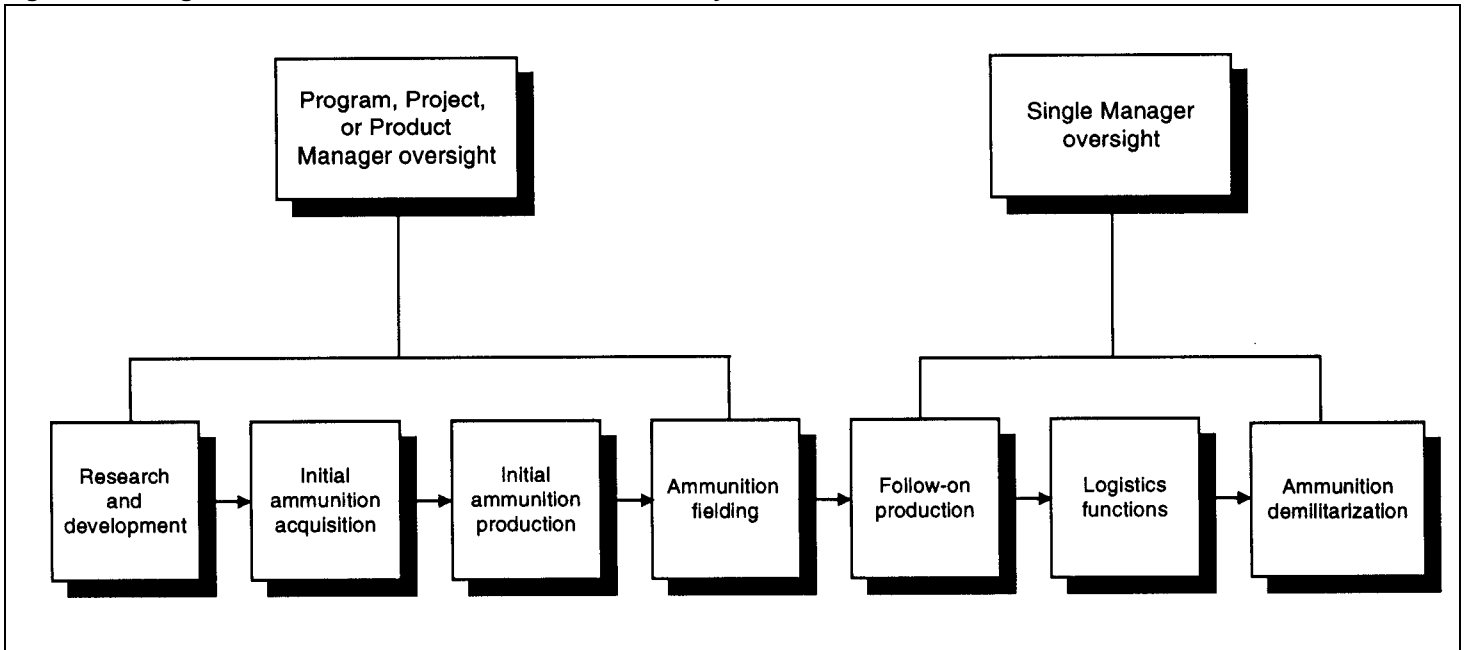 Program, Project,
or Product
Manager oversight
Single Manager
oversight
Research
and
development
Initial
ammunition
acquisition
Initial
ammunition
production
Ammunition
fielding
Follow-on
production
Logistics
functions
Ammunition
demilitarization